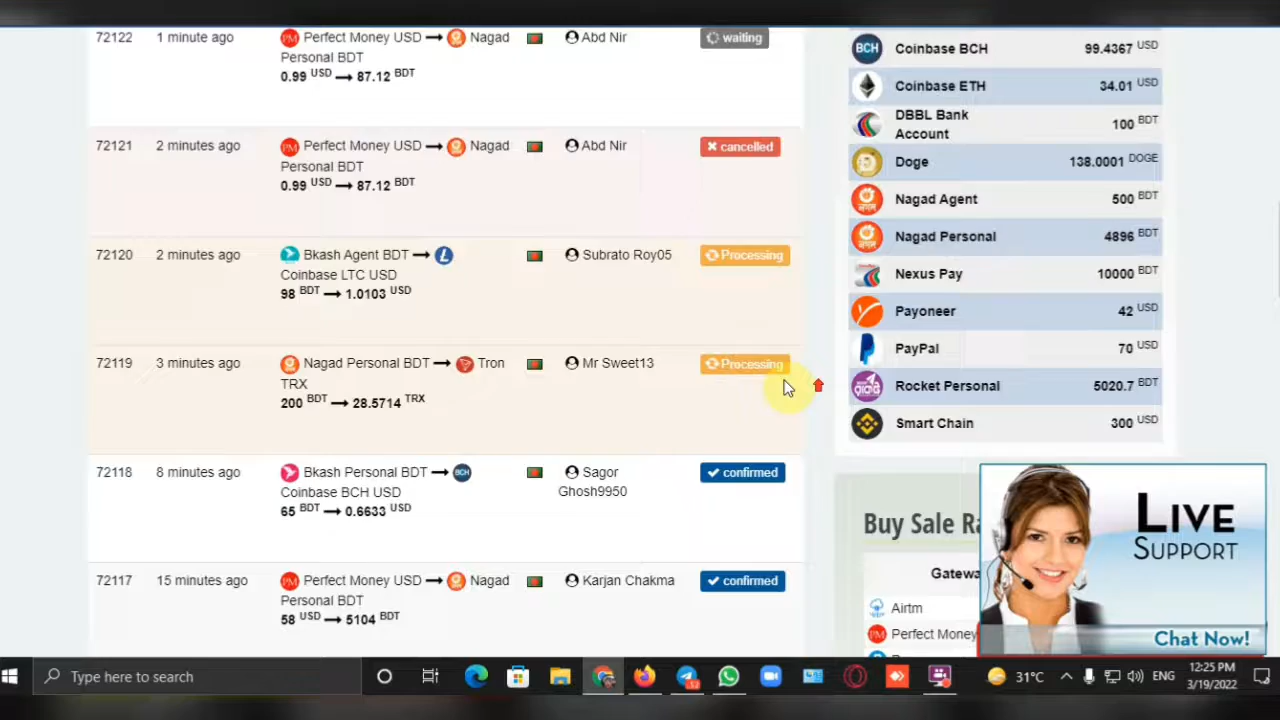 72122 1 minute ago Perfect Money USD → Nagad Abd Nir waiting
Personal BDT
0.99 USD → 87.12 BDT
72121 2 minutes ago Perfect Money USD → Nagad Abd Nir cancelled
Personal BDT
0.99 USD → 87.12 BDT
72120 2 minutes ago Bkash Agent BDT → Subrato Roy05 Processing
Coinbase LTC USD
98 BDT → 1.0103 USD
72119 3 minutes ago Nagad Personal BDT → Tron Mr Sweet13 Processing
TRX
200 BDT → 28.5714 TRX
72118 8 minutes ago Bkash Personal BDT → BCH Sagor confirmed
Coinbase BCH USD Ghosh9950
65 BDT → 0.6633 USD
72117 15 minutes ago Perfect Money USD → Nagad Karjan Chakma confirmed
Personal BDT
58 USD → 5104 BDT
BCH Coinbase BCH 99.4367 USD
Coinbase ETH 34.01 USD
DBBL Bank
Account 100 BDT
Doge 138.0001 DOGE
Nagad Agent 500 BDT
Nagad Personal 4896 BDT
Nexus Pay 10000 BDT
Payoneer 42 USD
PayPal 70 USD
Rocket Personal 5020.7 BDT
Smart Chain 300 USD
Buy Sale Ra
Gatewa
Airtm
PM Perfect Money
LIVE
SUPPORT
Chat Now!
Type here to search
31°C ENG 12:25 PM
3/19/2022